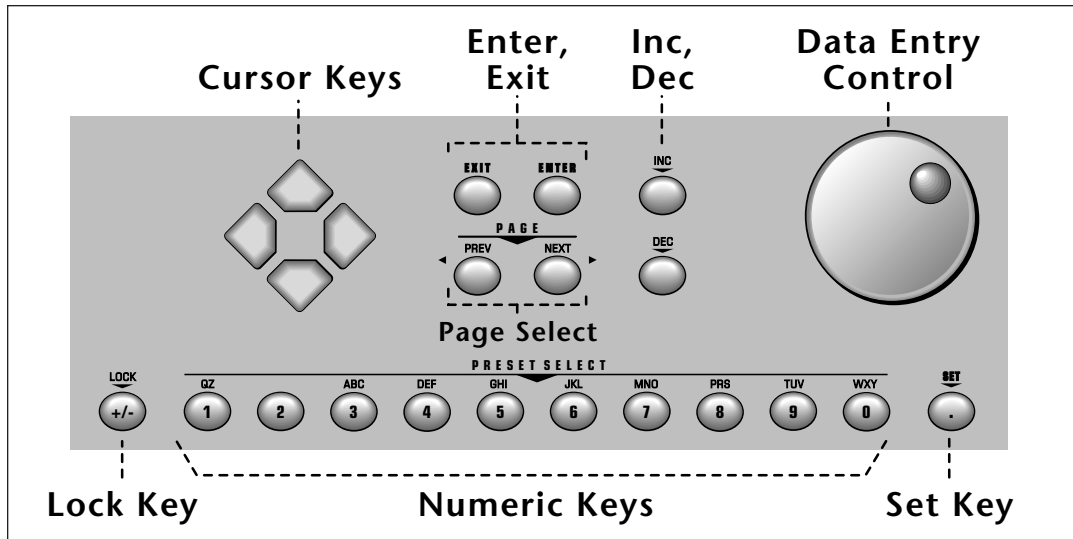 Enter,
Exit
Inc,
Dec
Data Entry
Control
Cursor Keys
EXIT
ENTER
INC
PAGE
PREV
NEXT
DEC
Page Select
PRESET SELECT
LOCK
QZ
ABC
DEF
GHI
JKL
MNO
PRS
TUV
WXY
SET
+/-
1
2
3
4
5
6
7
8
9
0
.
Lock Key
Numeric Keys
Set Key